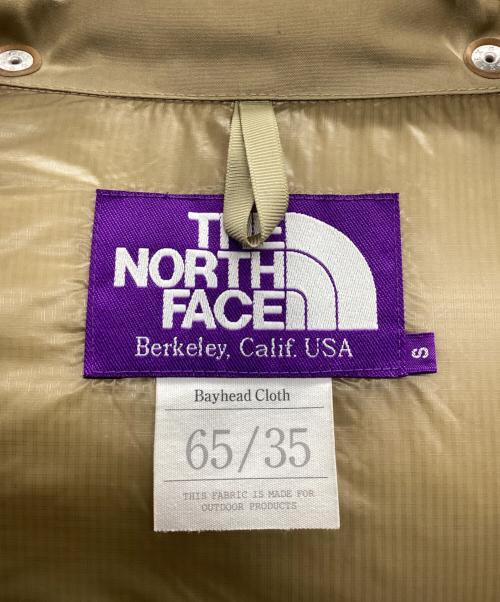 THE
NORTH
FACE
Berkeley, Calif. USA
S
Bayhead Cloth
65/35
THIS FABRIC IS MADE FOR
OUTDOOR PRODUCTS